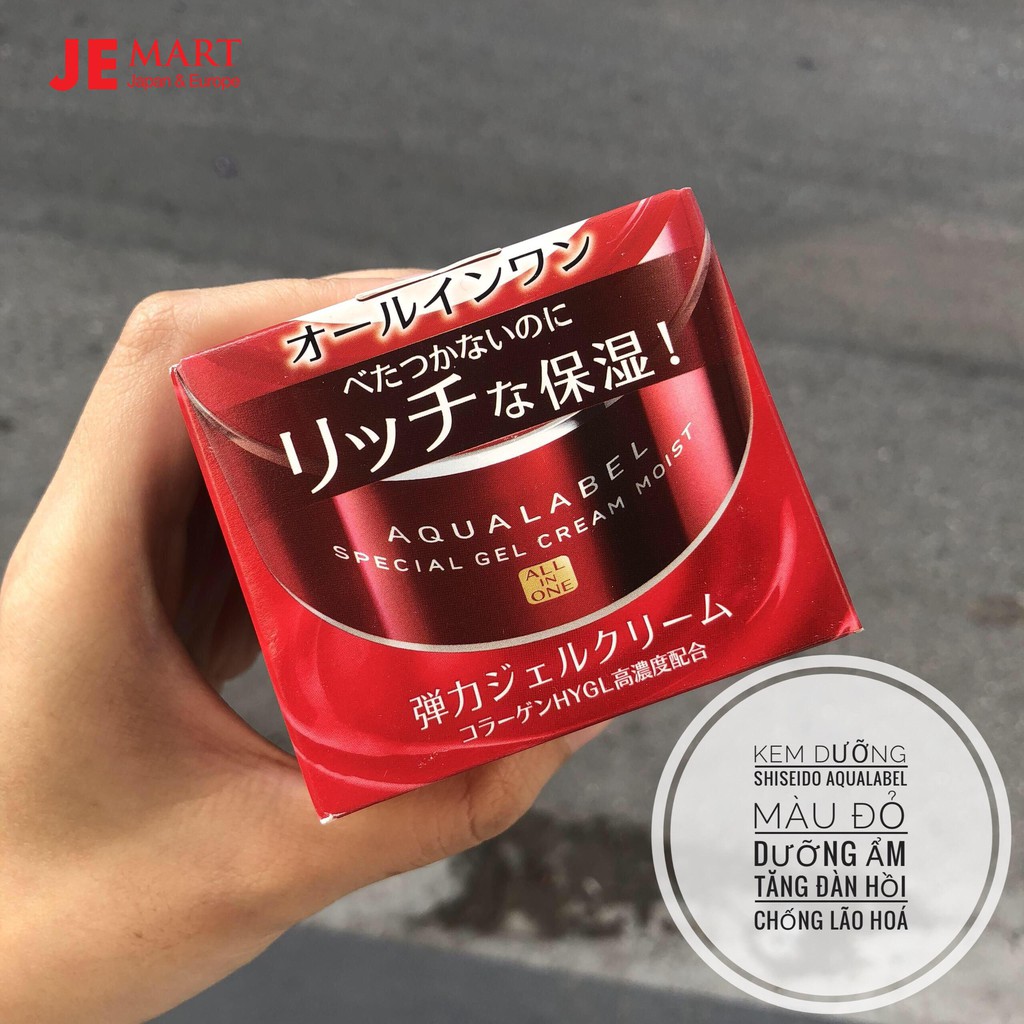 JE MART
Japan & Europe
オールインワン
べたつかないのに
リッチな保湿!
AQUALABEL
SPECIAL GEL CREAM MOIST
ALL
IN
ONE
弾力ジェルクリーム
コラーゲンHYGL高濃度配合
KEM DƯỠNG
SHISEIDO AQUALABEL
MÀU ĐỎ
DƯỠNG ẨM
TĂNG ĐÀN HỒI
CHỐNG LÃO HOÁ